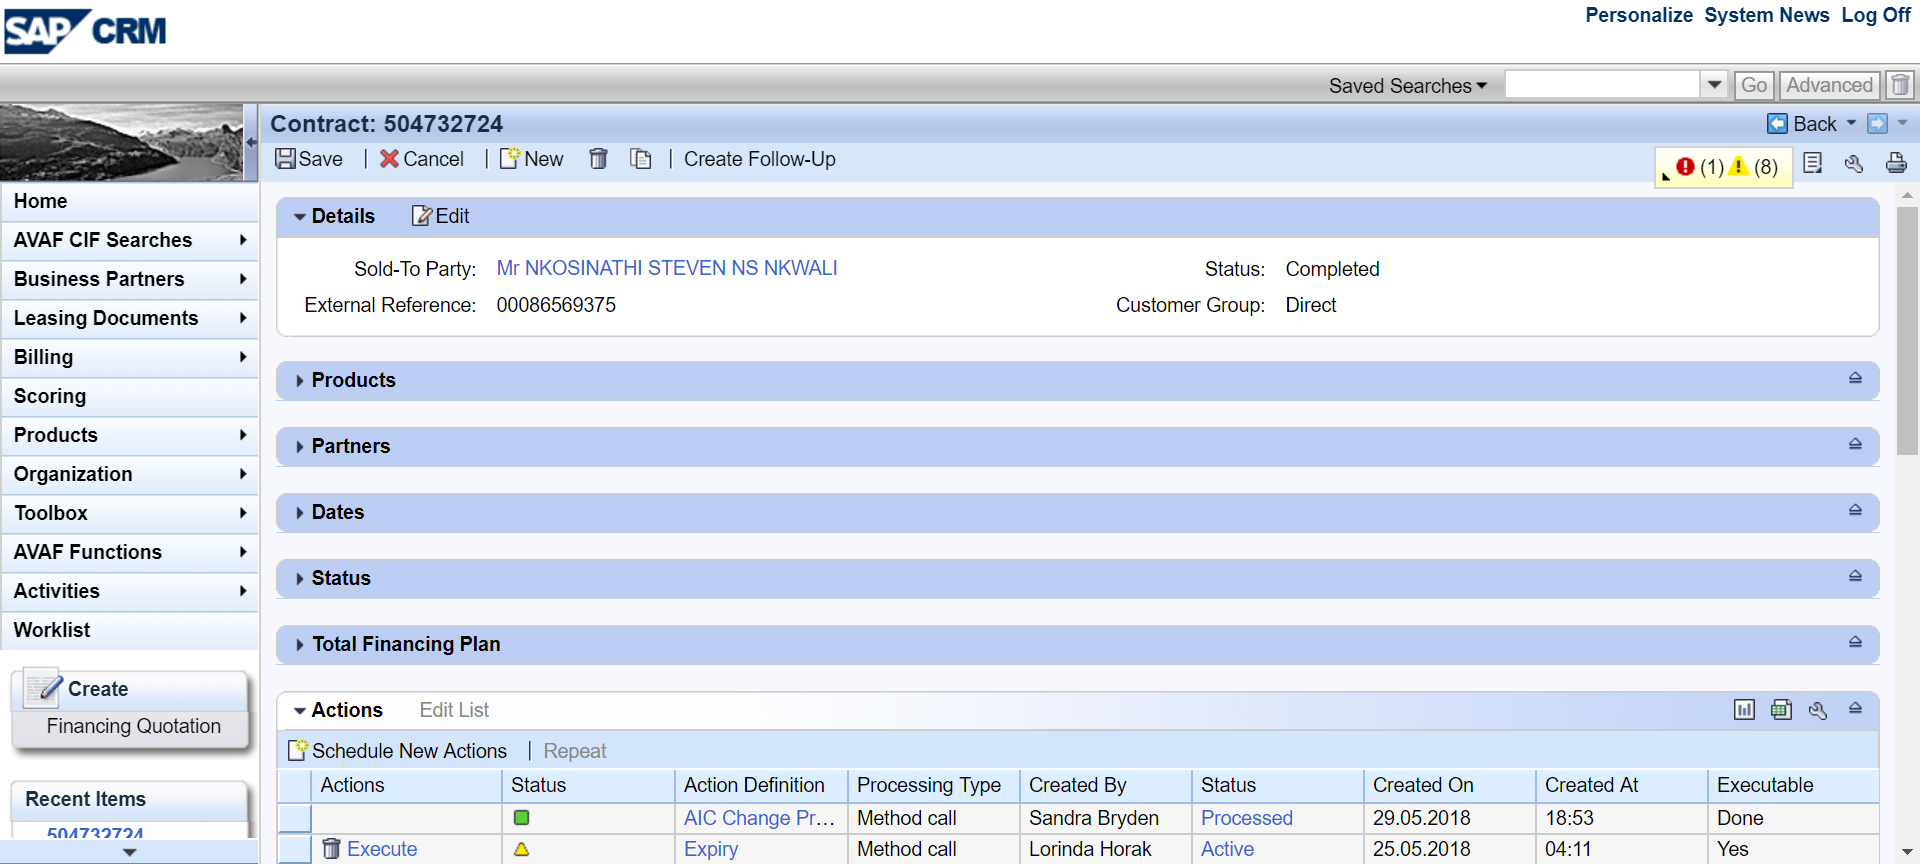 SAP CRM
Personalize System News Log Off
Saved Searches Go Advanced
Contract: 504732724 Back
Save | Cancel | New | Create Follow-Up (1) (8)
Home
AVAF CIF Searches
Business Partners
Leasing Documents
Billing
Scoring
Products
Organization
Toolbox
AVAF Functions
Activities
Worklist
Create
Financing Quotation
Recent Items
504732724
Details Edit
Sold-To Party: Mr NKOSINATHI STEVEN NS NKWALI Status: Completed
External Reference: 00086569375 Customer Group: Direct
Products
Partners
Dates
Status
Total Financing Plan
Actions Edit List
Schedule New Actions | Repeat
Actions Status Action Definition Processing Type Created By Status Created On Created At Executable
AIC Change Pr... Method call Sandra Bryden Processed 29.05.2018 18:53 Done
Execute Expiry Method call Lorinda Horak Active 25.05.2018 04:11 Yes